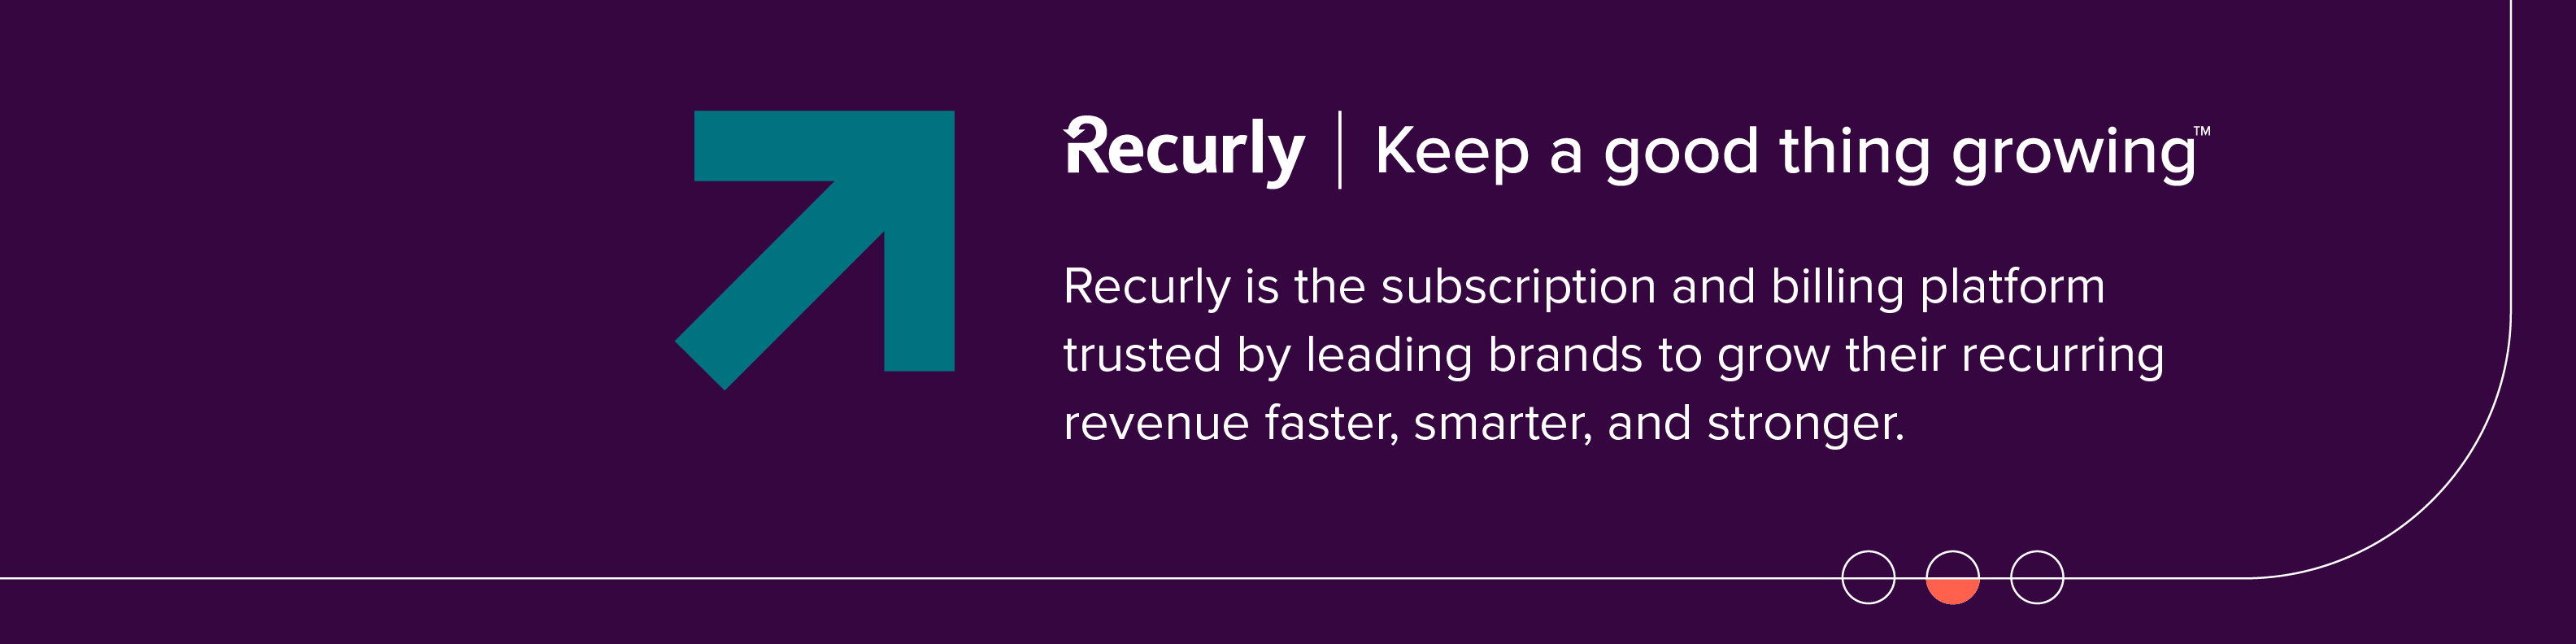 Recurly | Keep a good thing growing™
Recurly is the subscription and billing platform
trusted by leading brands to grow their recurring
revenue faster, smarter, and stronger.